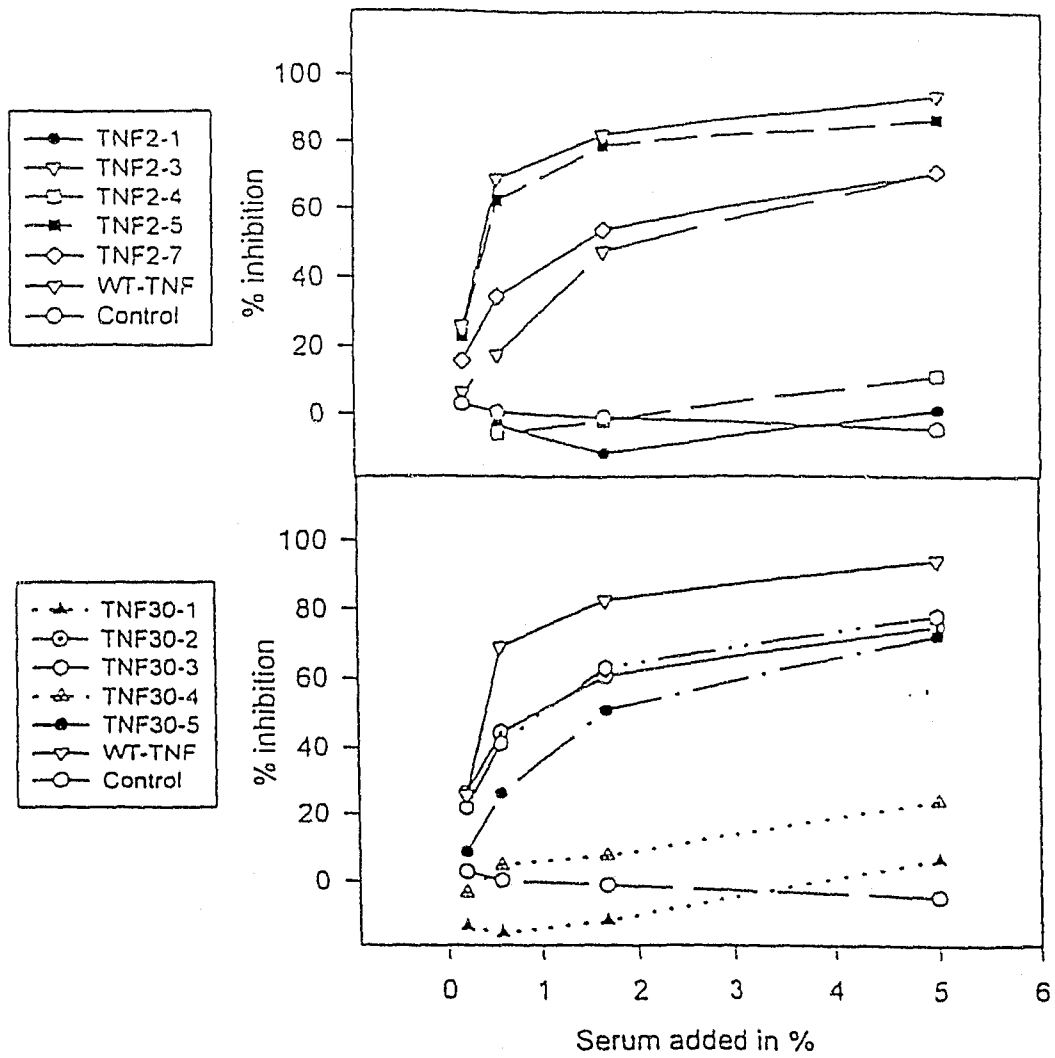 TNF2-1
TNF2-3
TNF2-4
TNF2-5
TNF2-7
WT-TNF
Control
% inhibition
100
80
60
40
20
0
TNF30-1
TNF30-2
TNF30-3
TNF30-4
TNF30-5
WT-TNF
Control
% inhibition
100
80
60
40
20
0
0 1 2 3 4 5 6
Serum added in %